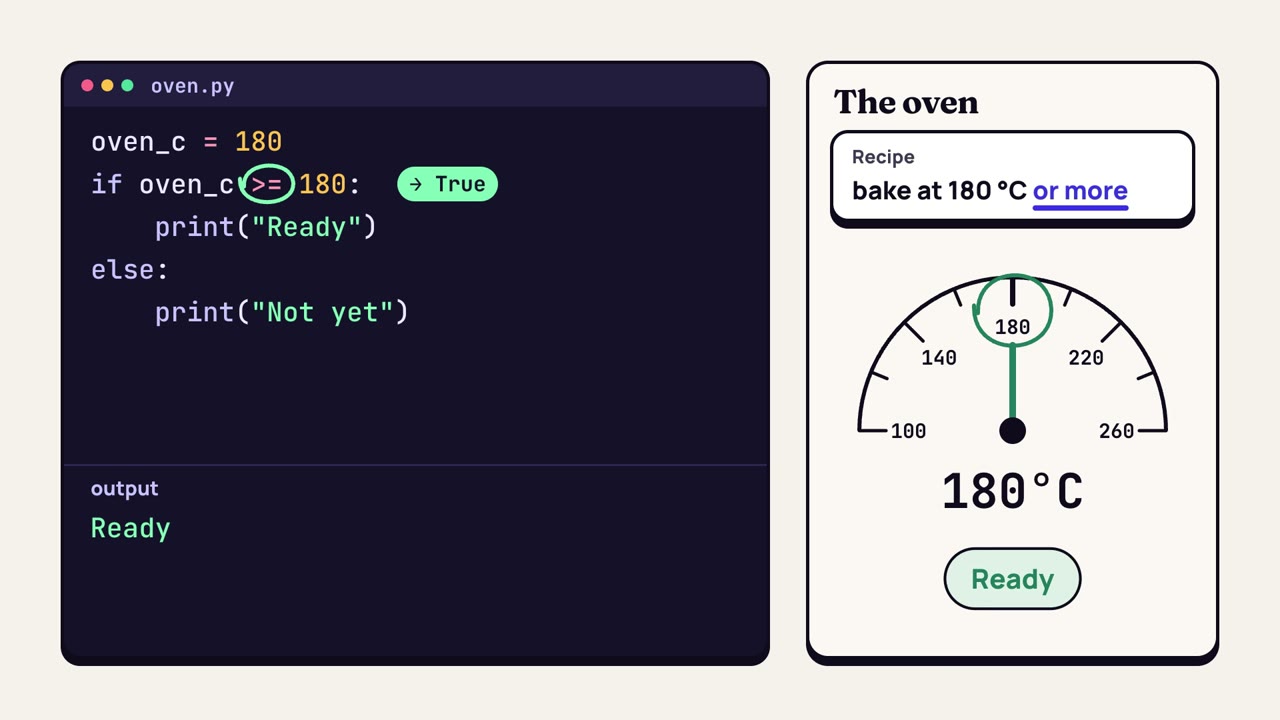 oven.py
oven_c = 180
if oven_c >= 180: → True
    print("Ready")
else:
    print("Not yet")
output
Ready
The oven
Recipe
bake at 180 °C or more
180
140
220
100
260
180°C
Ready